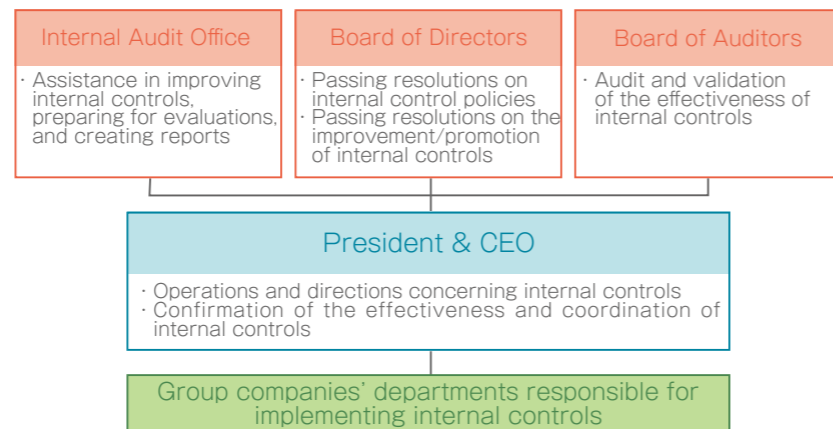 Internal Audit Office
· Assistance in improving
internal controls,
preparing for evaluations,
and creating reports
Board of Directors
· Passing resolutions on
internal control policies
· Passing resolutions on the
improvement/promotion
of internal controls
Board of Auditors
· Audit and validation
of the effectiveness of
internal controls
President & CEO
· Operations and directions concerning internal controls
· Confirmation of the effectiveness and coordination of
internal controls
Group companies' departments responsible for
implementing internal controls